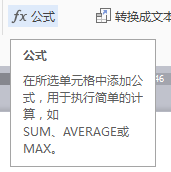 fx 公式 转换成文本
公式
在所选单元格中添加公
式，用于执行简单的计
算，如
SUM、AVERAGE或
MAX。
46